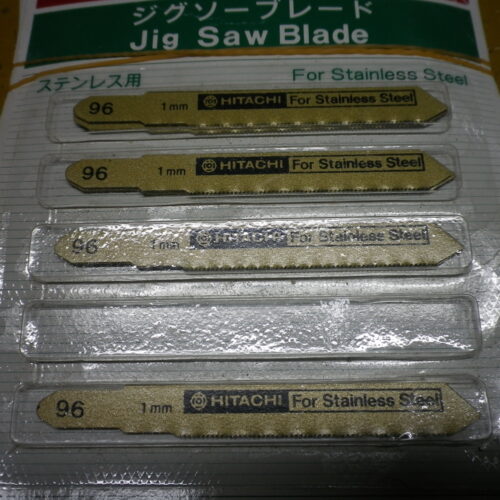 ジグソーブレード
Jig Saw Blade
ステンレス用 For Stainless Steel
96 1mm HITACHI For Stainless Steel
96 1mm HITACHI For Stainless Steel
96 1mm HITACHI For Stainless Steel
96 1mm HITACHI For Stainless Steel